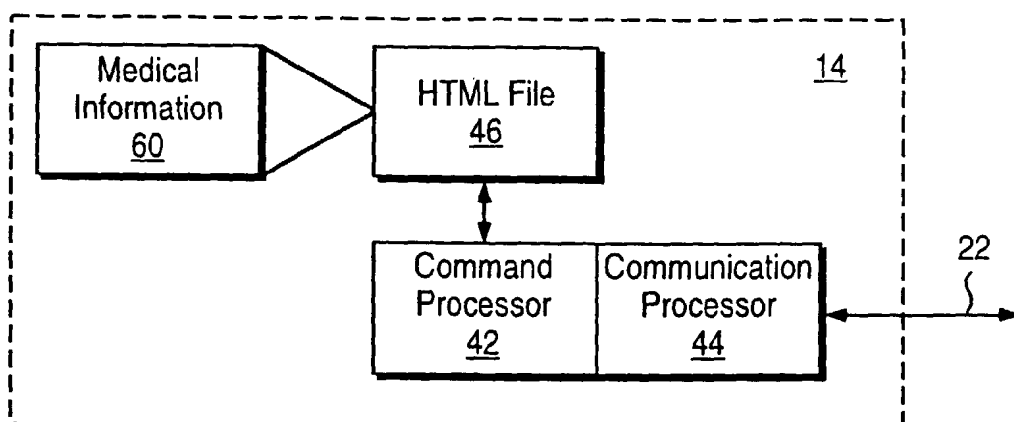 Medical
Information
60
HTML File
46
14
Command
Processor
42
Communication
Processor
44
22